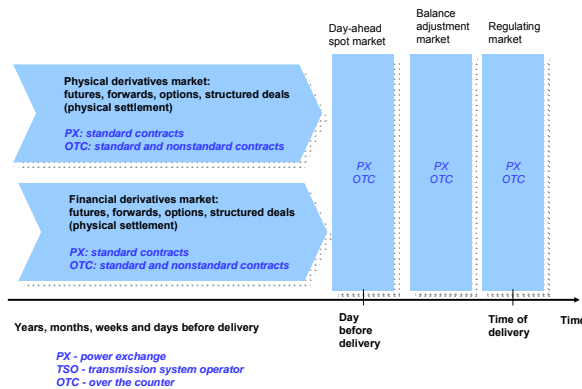 Day-ahead
spot market
Balance
adjustment
market
Regulating
market
Physical derivatives market:
futures, forwards, options, structured deals
(physical settlement)
PX: standard contracts
OTC: standard and nonstandard contracts
PX
OTC
PX
OTC
PX
OTC
Financial derivatives market:
futures, forwards, options, structured deals
(physical settlement)
PX: standard contracts
OTC: standard and nonstandard contracts
Years, months, weeks and days before delivery
Day
before
delivery
Time of
delivery
Time
PX - power exchange
TSO - transmission system operator
OTC - over the counter